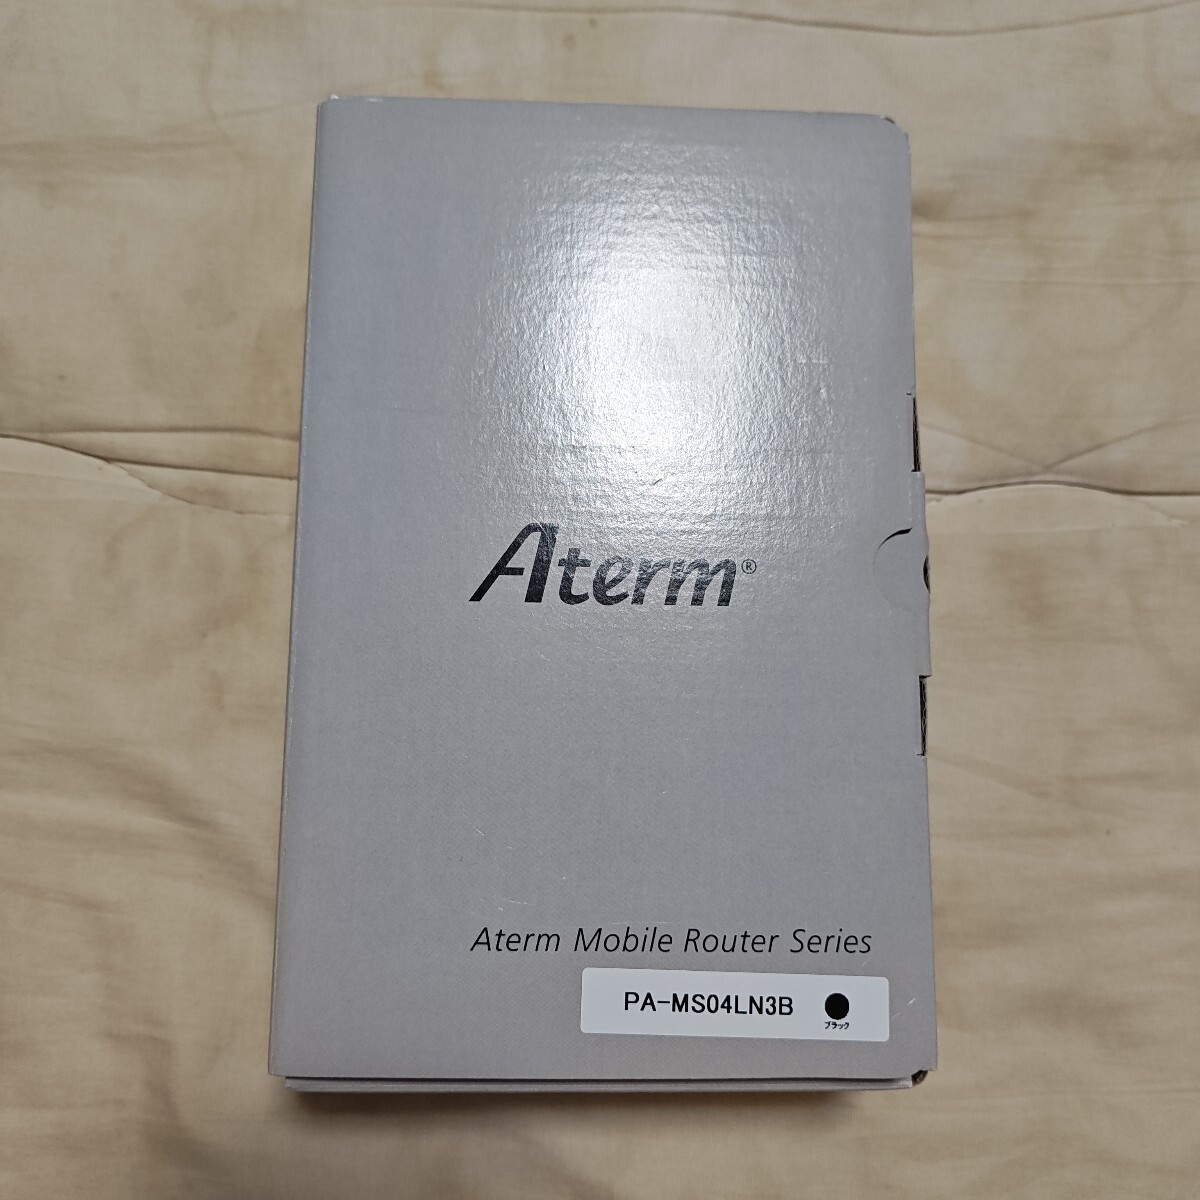 Aterm®
Aterm Mobile Router Series
PA-MS04LN3B
ブラック